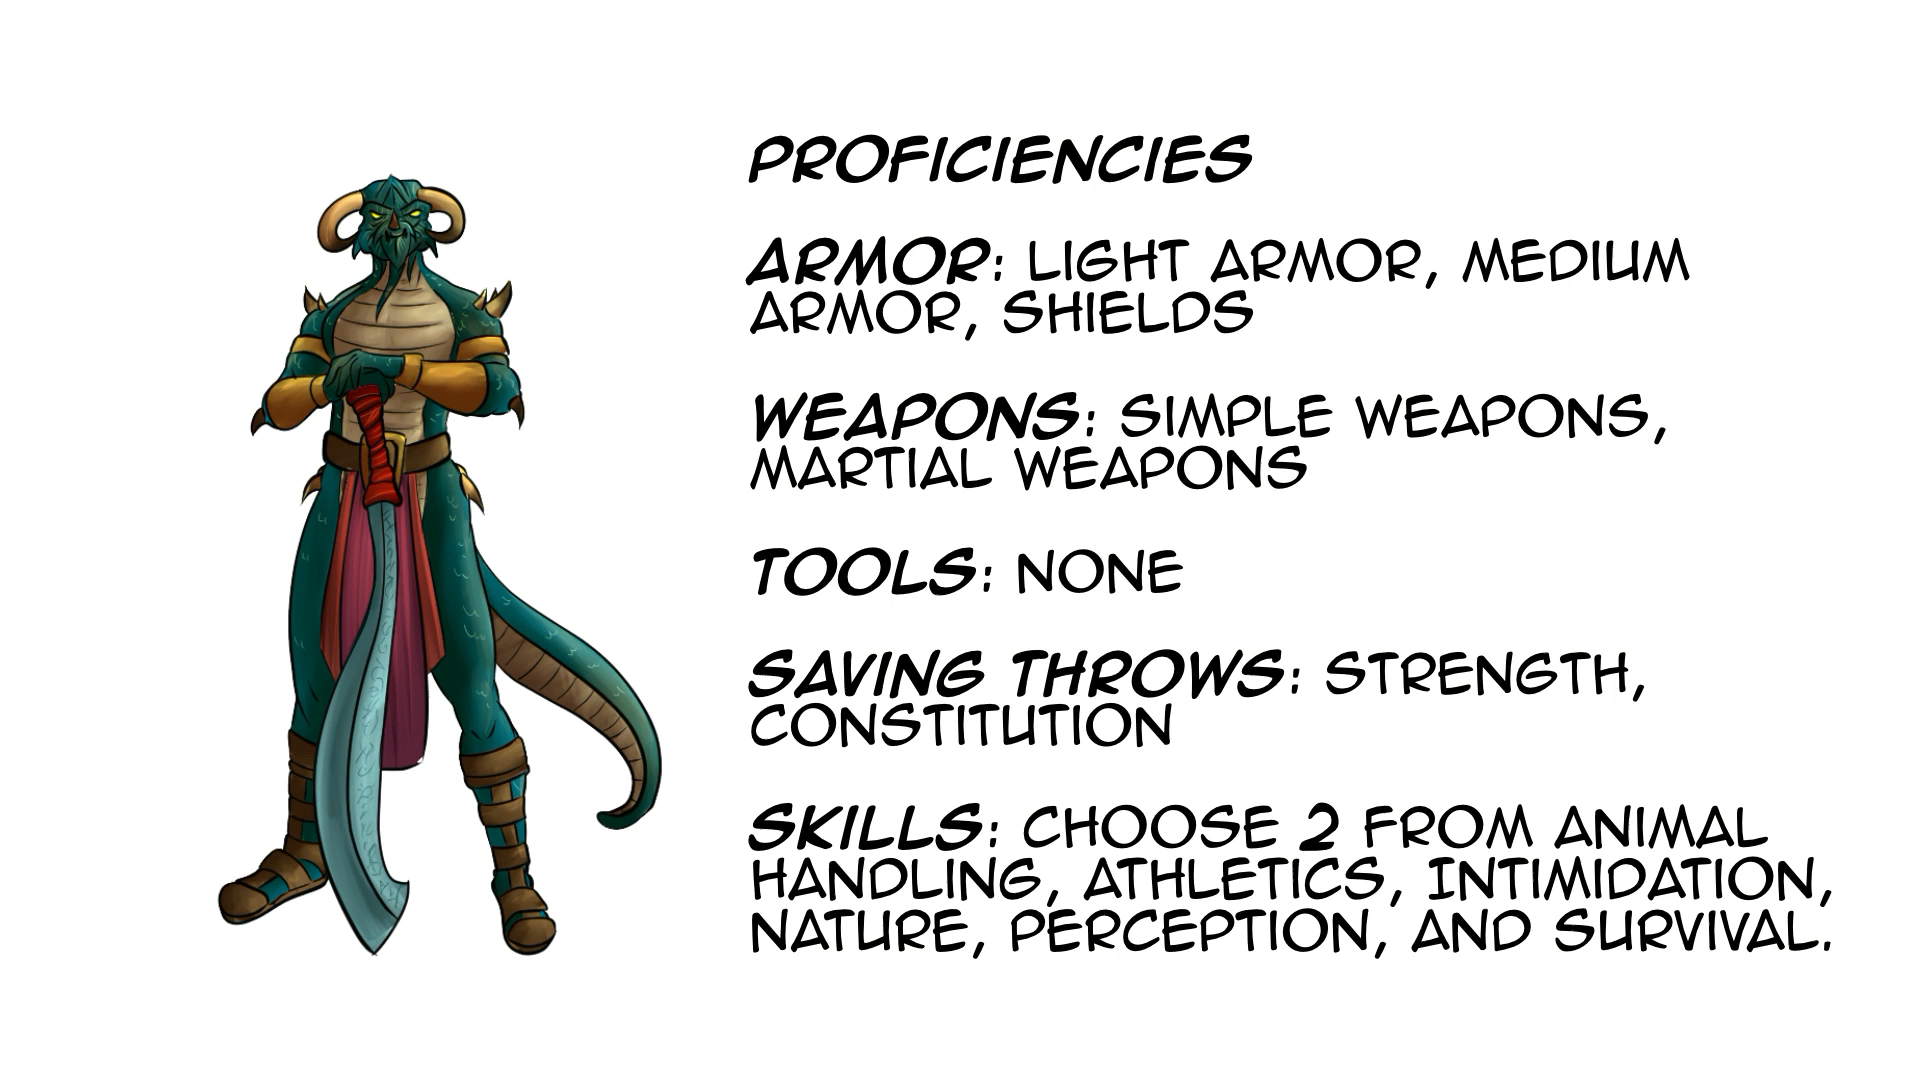 PROFICIENCIES
ARMOR: LIGHT ARMOR, MEDIUM
ARMOR, SHIELDS
WEAPONS: SIMPLE WEAPONS,
MARTIAL WEAPONS
TOOLS: NONE
SAVING THROWS: STRENGTH,
CONSTITUTION
SKILLS: CHOOSE 2 FROM ANIMAL
HANDLING, ATHLETICS, INTIMIDATION,
NATURE, PERCEPTION, AND SURVIVAL.